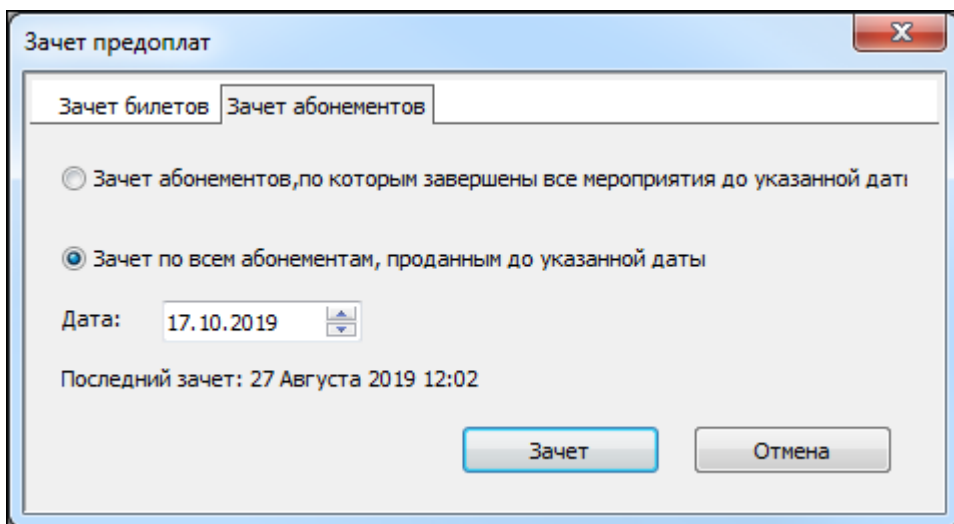 Зачет предоплат
Зачет билетов Зачет абонементов
Зачет абонементов,по которым завершены все мероприятия до указанной даты
Зачет по всем абонементам, проданным до указанной даты
Дата: 17.10.2019
Последний зачет: 27 Августа 2019 12:02
Зачет Отмена